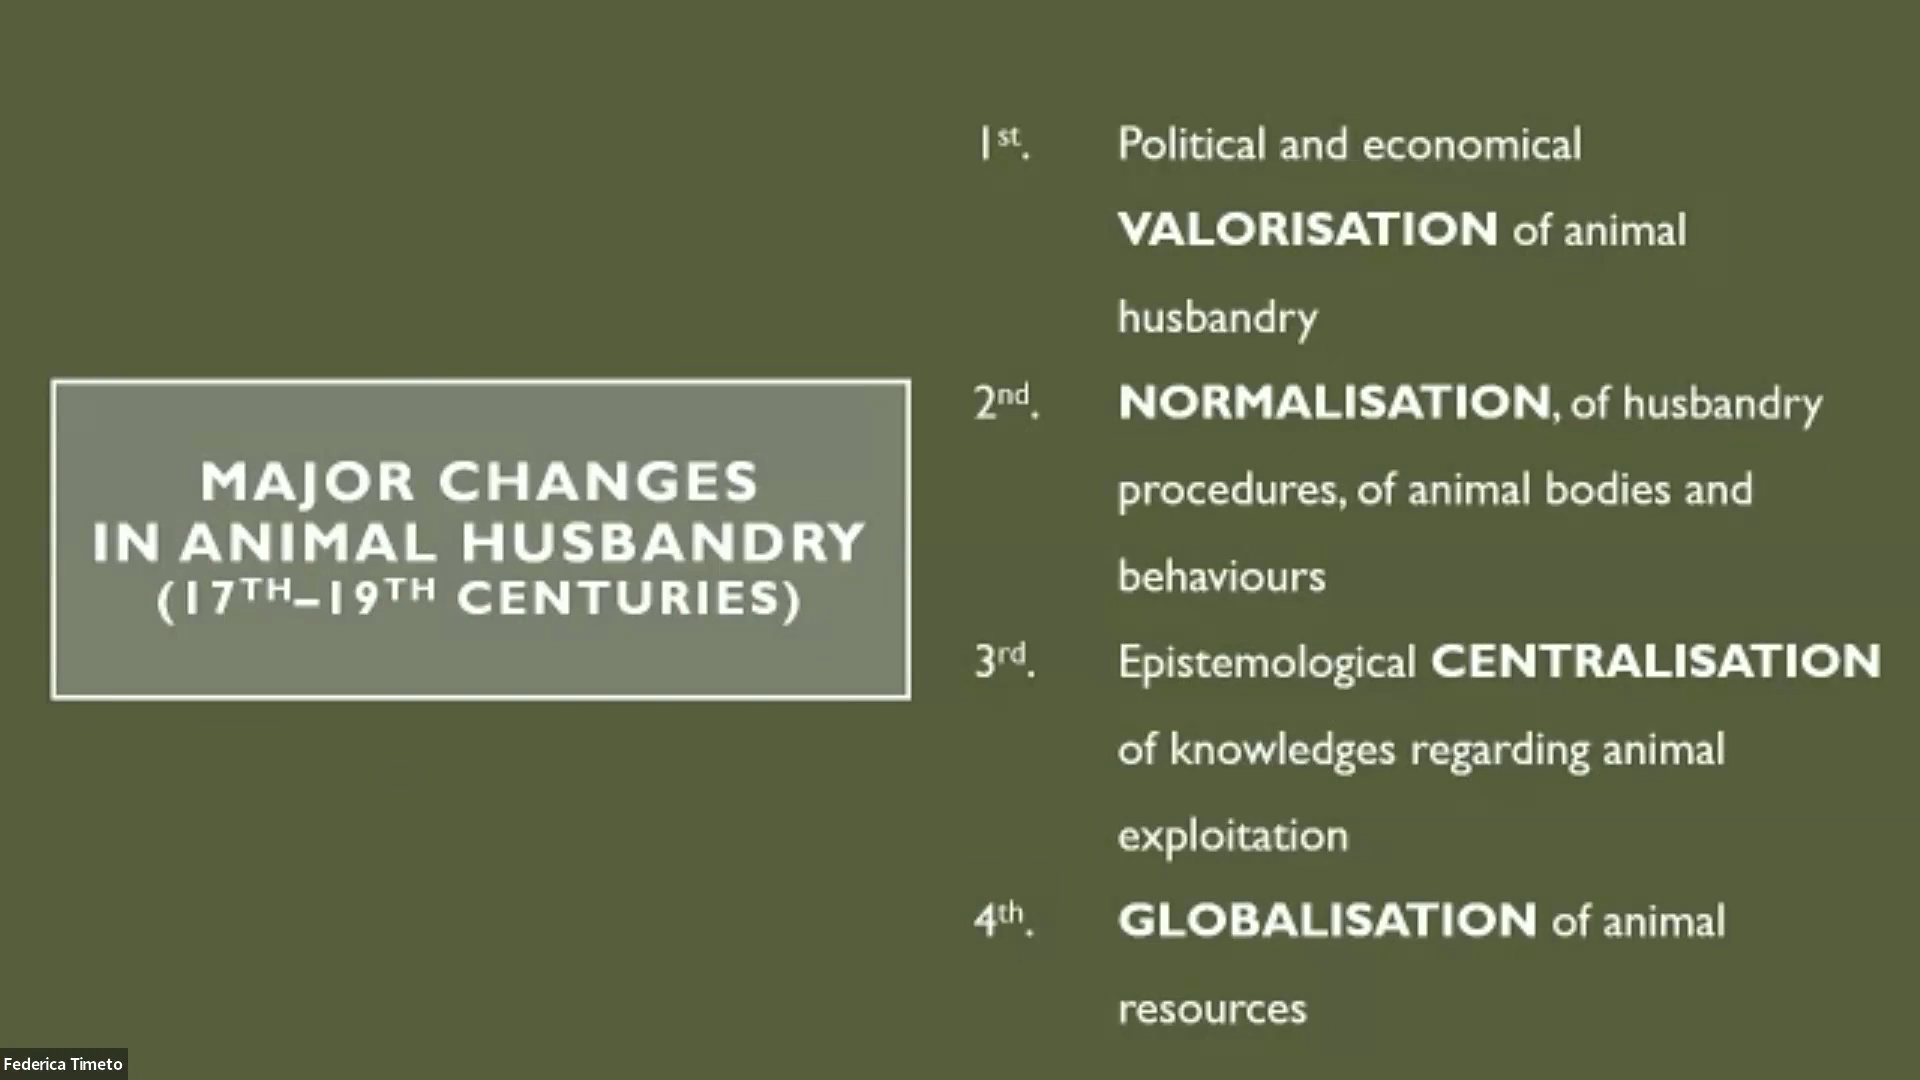 MAJOR CHANGES
IN ANIMAL HUSBANDRY
(17TH–19TH CENTURIES)
1st. Political and economical
VALORISATION of animal
husbandry
2nd. NORMALISATION, of husbandry
procedures, of animal bodies and
behaviours
3rd. Epistemological CENTRALISATION
of knowledges regarding animal
exploitation
4th. GLOBALISATION of animal
resources
Federica Timeto